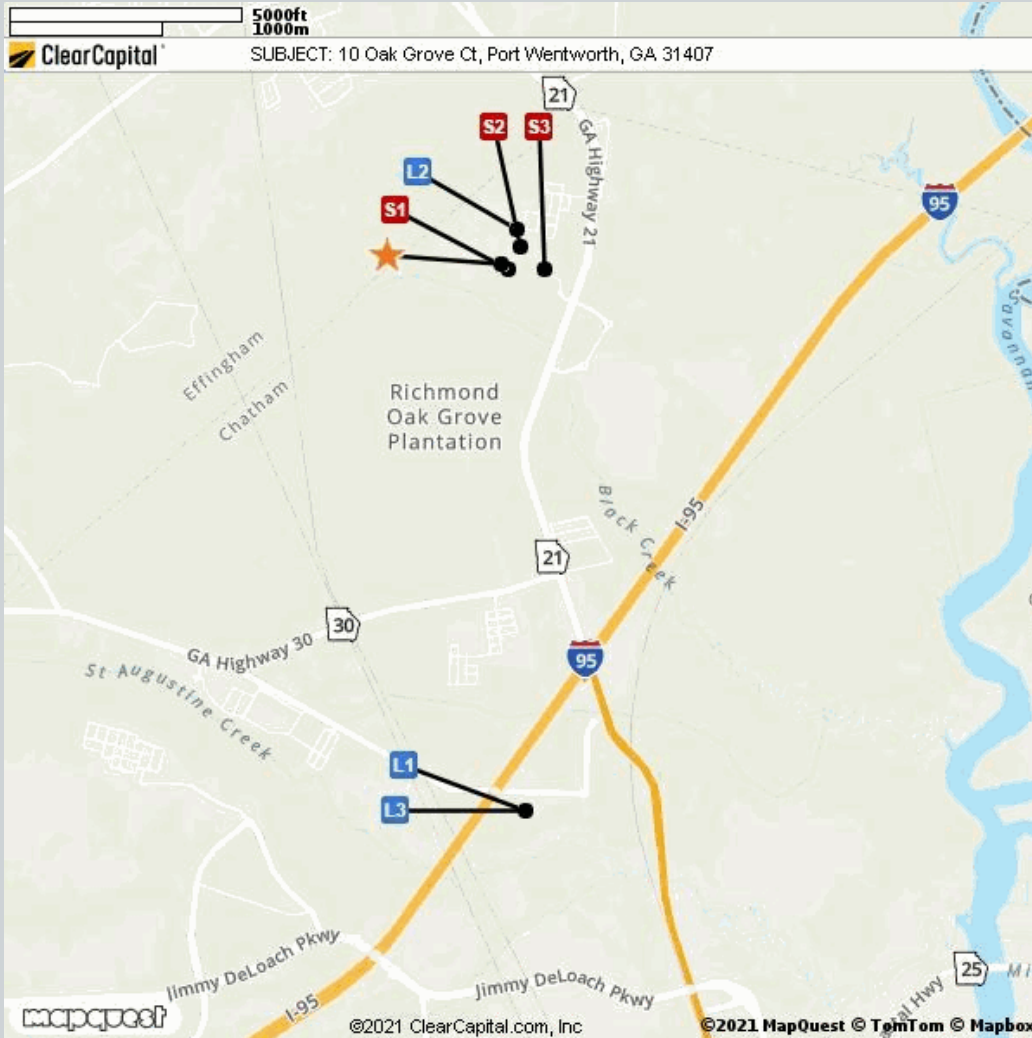 5000ft
1000m
ClearCapital
SUBJECT: 10 Oak Grove Ct, Port Wentworth, GA 31407
21
S2
S3
GA Highway 21
L2
95
S1
Effingham
Chatham
Richmond
Oak Grove
Plantation
Black Creek
I-95
21
30
GA Highway 30
95
St Augustine Creek
L1
L3
Jimmy DeLoach Pkwy
Jimmy DeLoach Pkwy
25
Hwy
I-95
mapquest
©2021 ClearCapital.com, Inc
©2021 MapQuest © TomTom © Mapbox